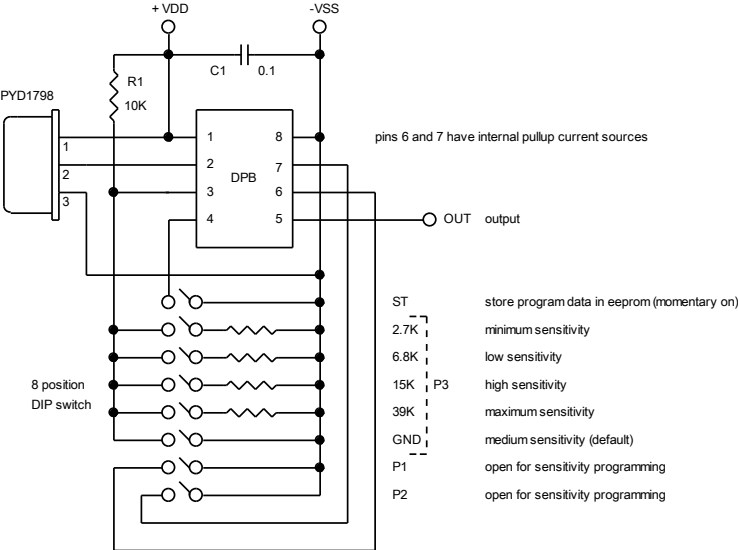 + VDD
-VSS
C1
0.1
R1
10K
PYD1798
1
2
3
1
2
3
4
DPB
8
7
6
5
pins 6 and 7 have internal pullup current sources
OUT output
ST store program data in eeprom (momentary on)
2.7K minimum sensitivity
6.8K low sensitivity
15K P3 high sensitivity
39K maximum sensitivity
GND medium sensitivity (default)
P1 open for sensitivity programming
P2 open for sensitivity programming
8 position
DIP switch